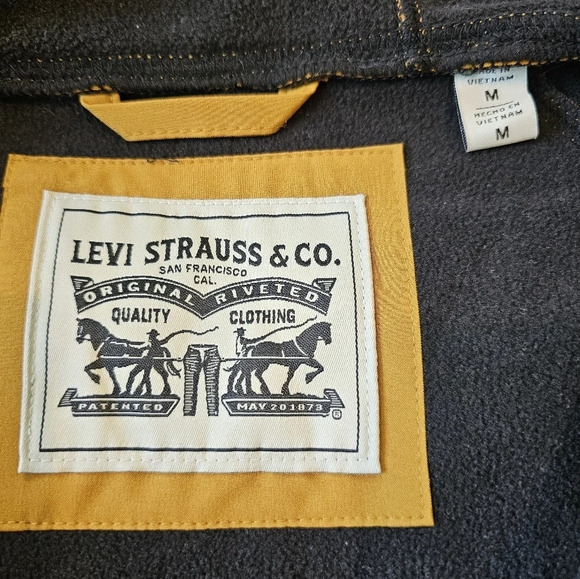 MADE IN
VIETNAM
M
HECHO EN
VIETNAM
M
LEVI STRAUSS & CO.
SAN FRANCISCO
CAL.
ORIGINAL RIVETED
QUALITY CLOTHING
PATENTED MAY 20 1873
®